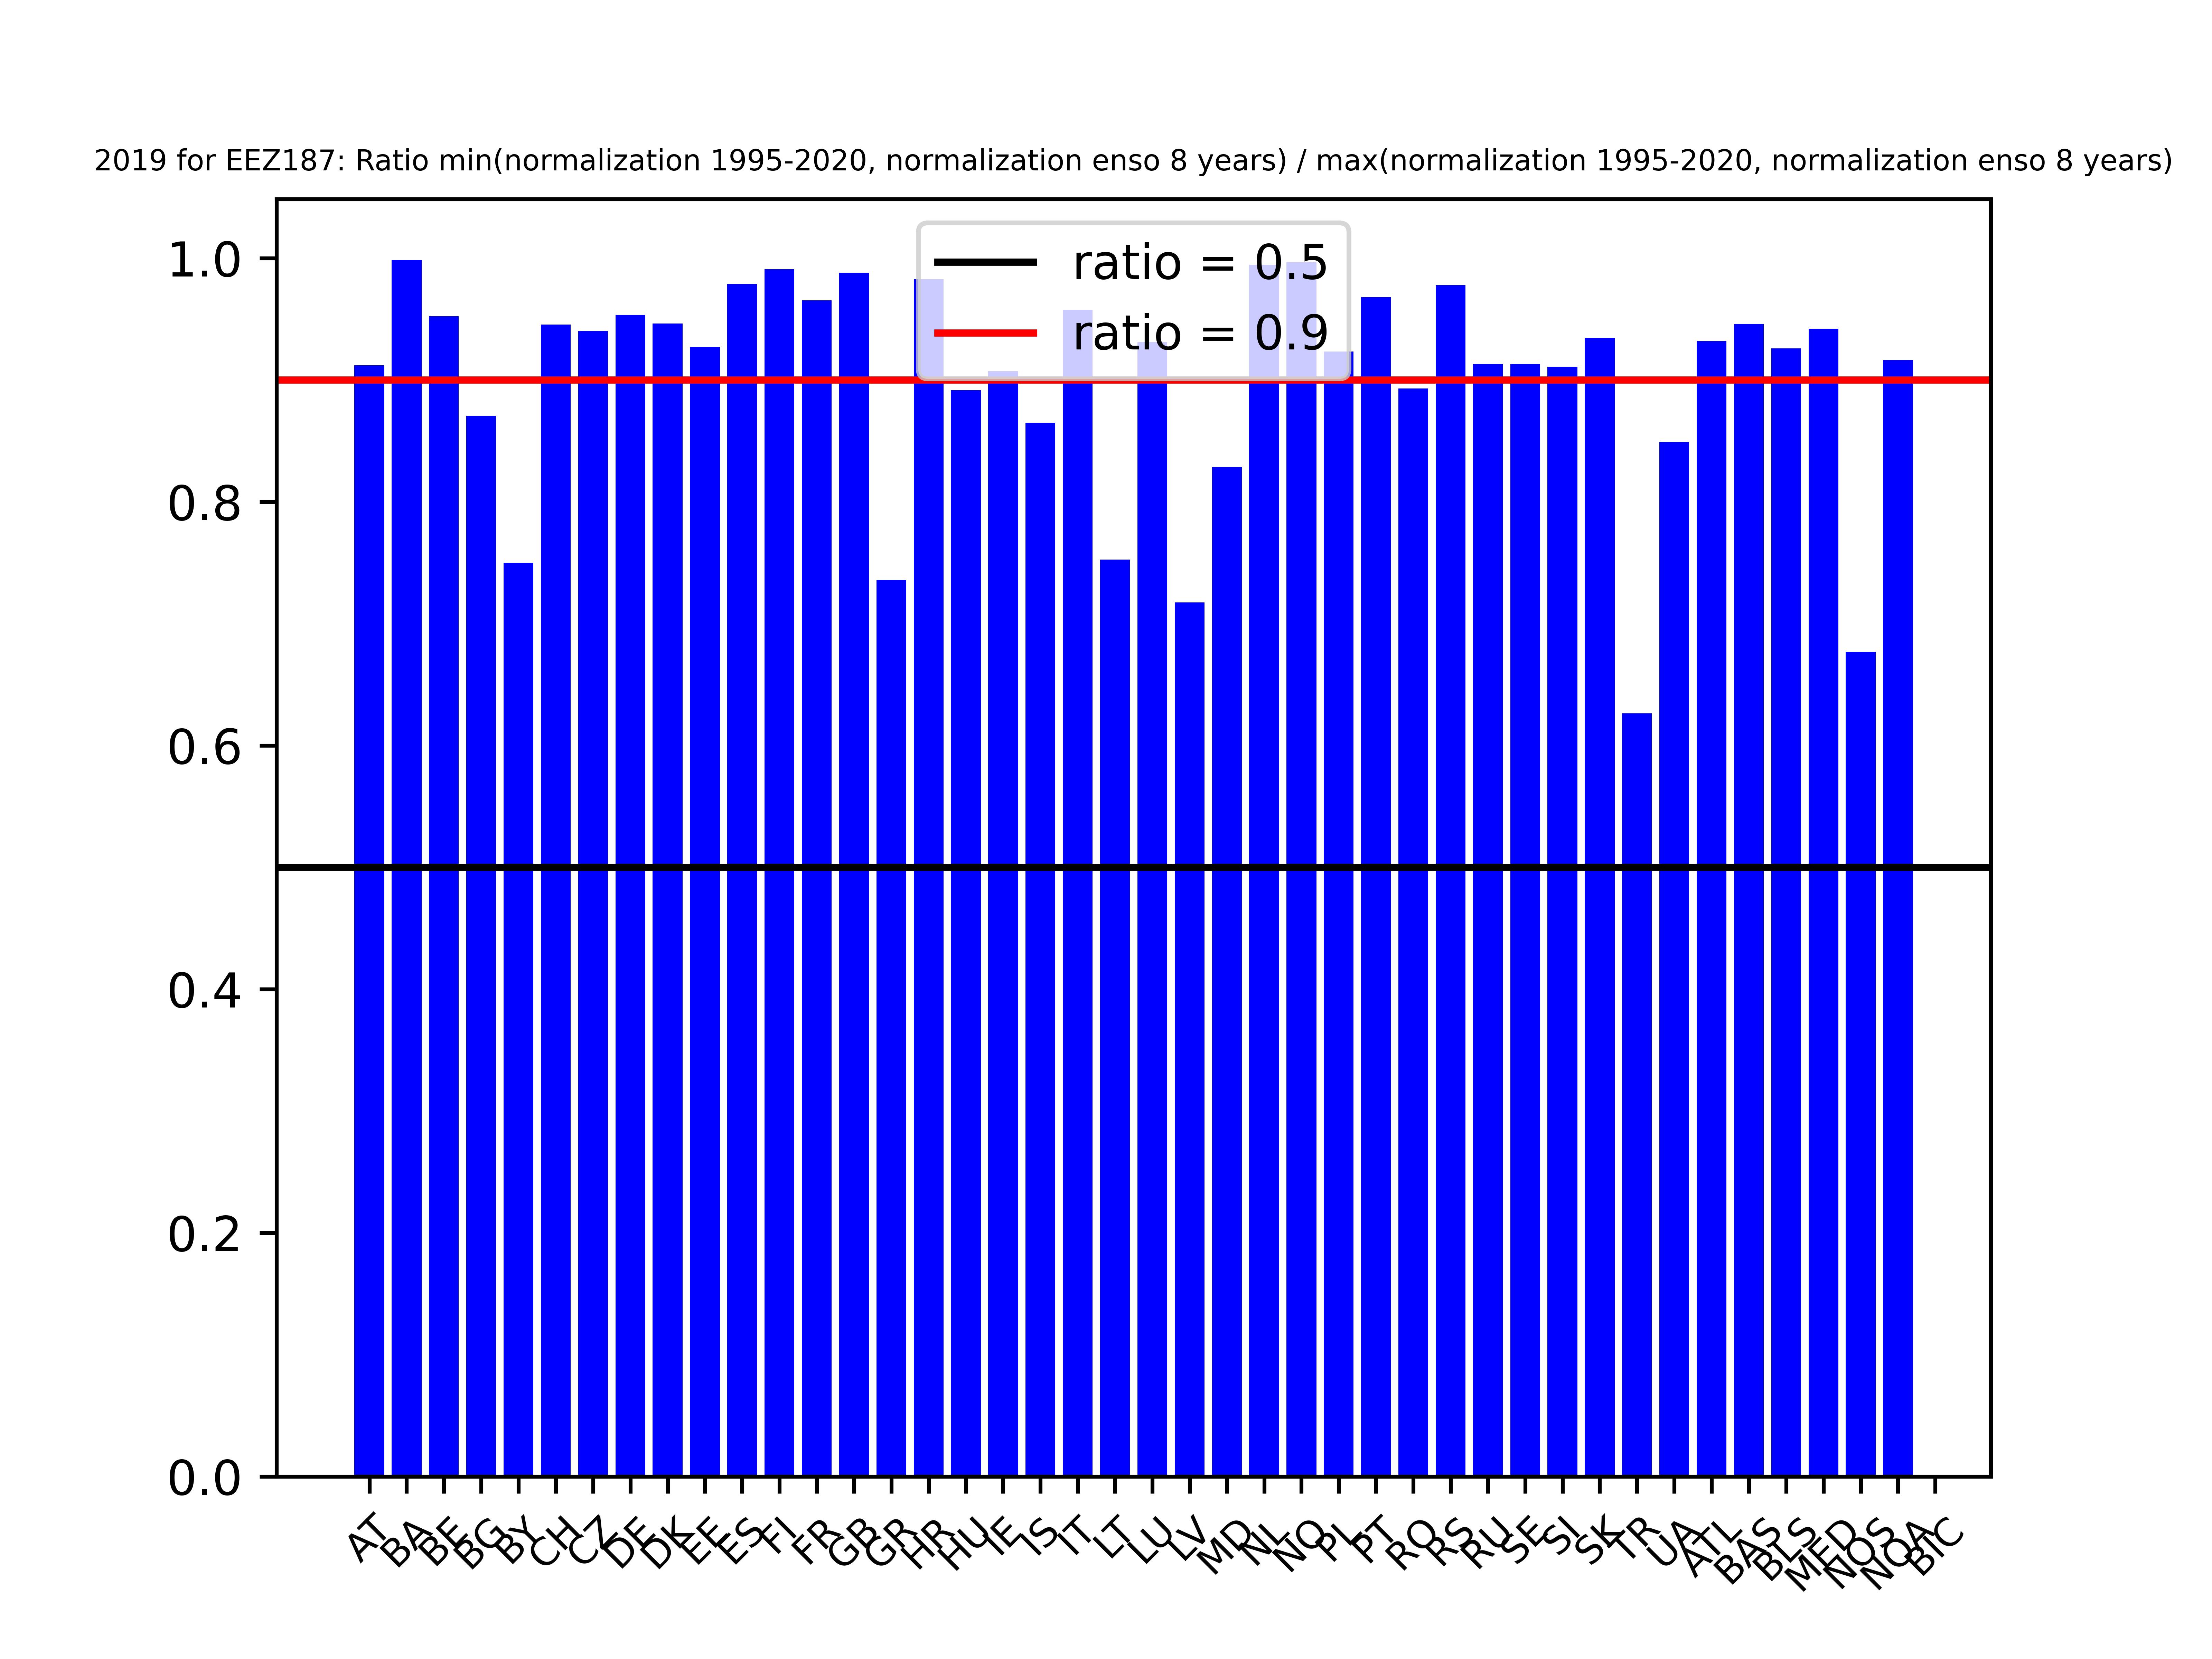 2019 for EEZ187: Ratio min(normalization 1995-2020, normalization enso 8 years) / max(normalization 1995-2020, normalization enso 8 years)
ratio = 0.5
ratio = 0.9
1.0
0.8
0.6
0.4
0.2
0.0
AT BA BE BG BY CH CZ DE DK EE ES FI FR GB GR HR HU IE IS IT LT LU LV MD NL NO PL PT RO RS RU SE SI SK TR UA ATL BAS BLS MED NOS NOA BIC